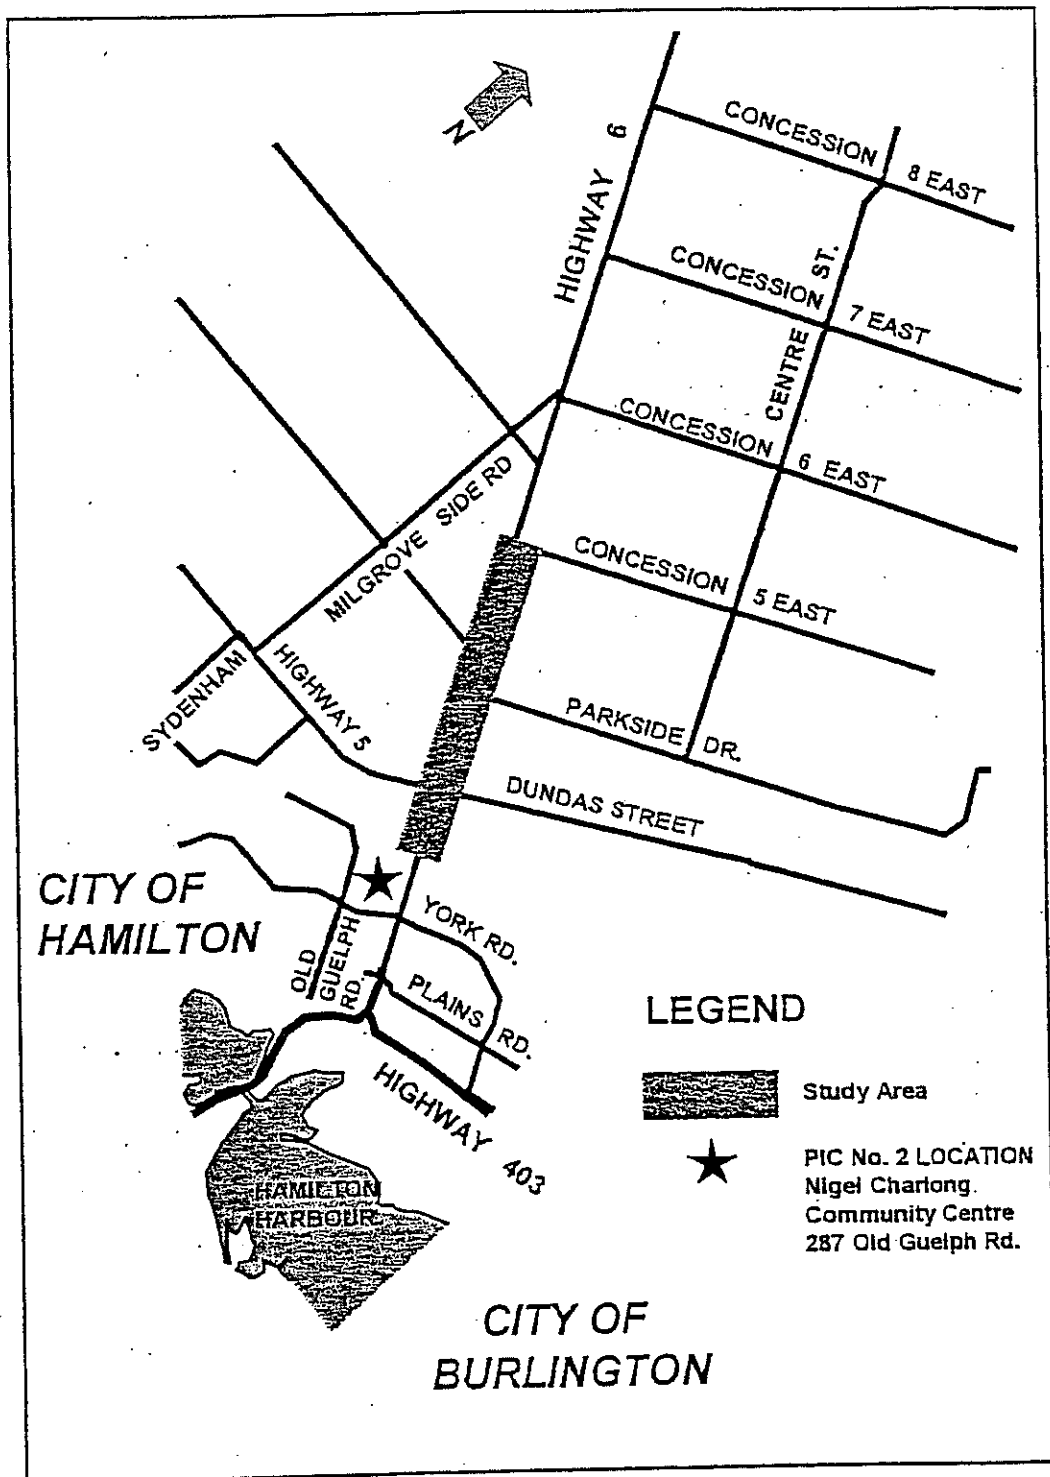 N
HIGHWAY 6
CONCESSION 8 EAST
CENTRE ST.
CONCESSION 7 EAST
CONCESSION 6 EAST
MILGROVE SIDE RD
CONCESSION 5 EAST
SYDENHAM
HIGHWAY 5
PARKSIDE DR.
DUNDAS STREET
CITY OF
HAMILTON
OLD
GUELPH
RD.
YORK RD.
PLAINS RD.
HIGHWAY 403
HAMILTON
HARBOUR
LEGEND
Study Area
PIC No. 2 LOCATION
Nigel Charlong
Community Centre
287 Old Guelph Rd.
CITY OF
BURLINGTON